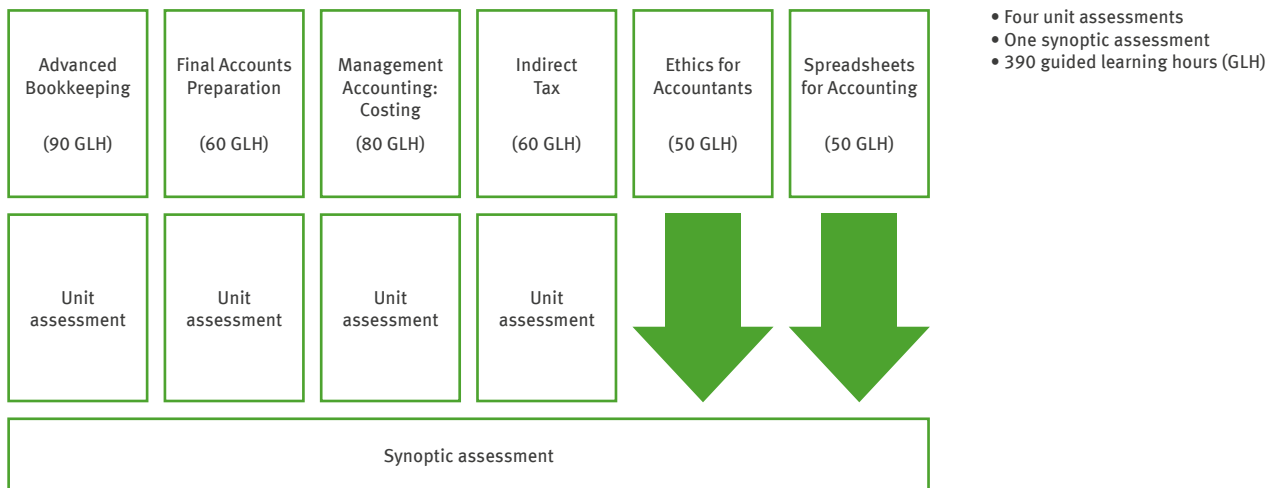 Advanced
Bookkeeping
(90 GLH)
Final Accounts
Preparation
(60 GLH)
Management
Accounting:
Costing
(80 GLH)
Indirect
Tax
(60 GLH)
Ethics for
Accountants
(50 GLH)
Spreadsheets
for Accounting
(50 GLH)
• Four unit assessments
• One synoptic assessment
• 390 guided learning hours (GLH)
Unit
assessment
Unit
assessment
Unit
assessment
Unit
assessment
Synoptic assessment